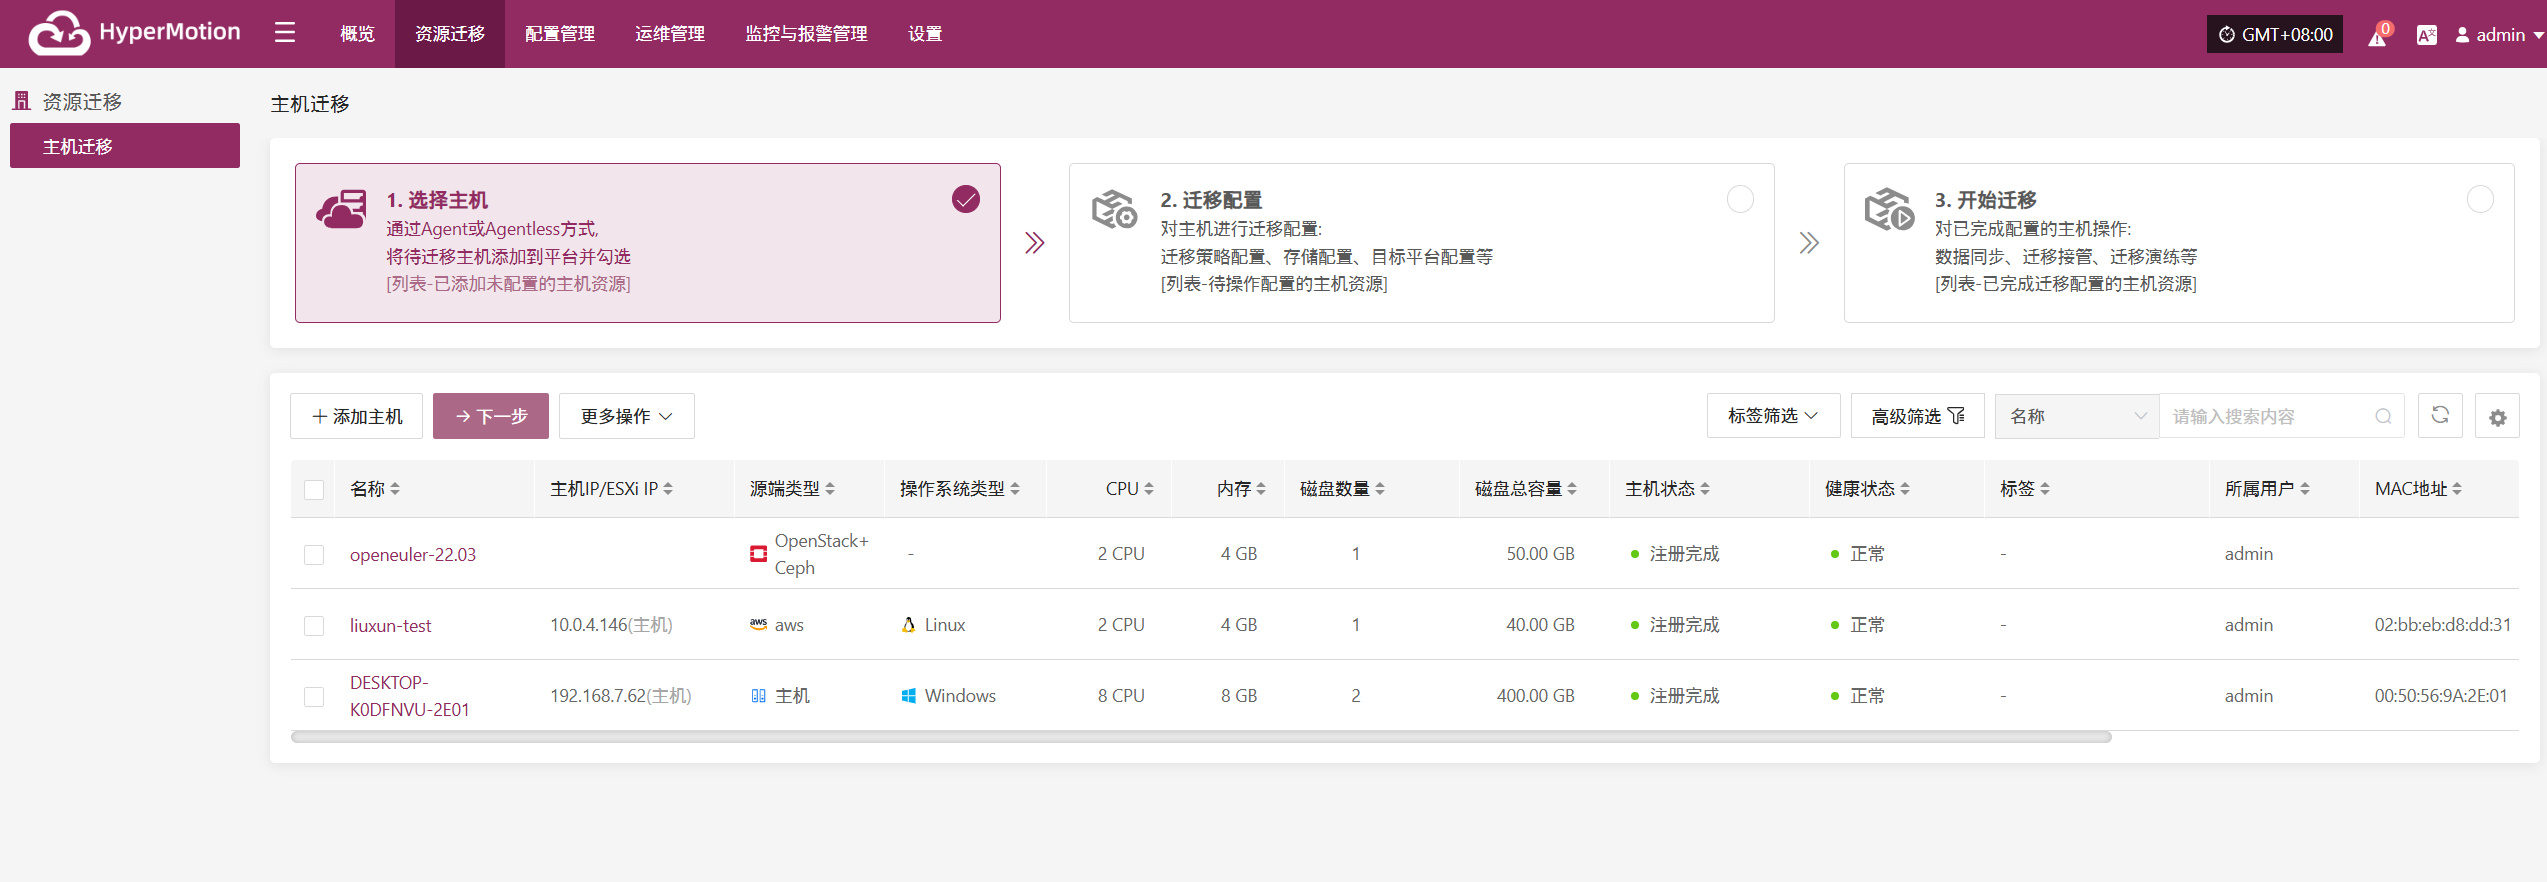 HyperMotion
概览
资源迁移
配置管理
运维管理
监控与报警管理
设置
GMT+08:00
0
admin
资源迁移
主机迁移
主机迁移
1. 选择主机
通过Agent或Agentless方式,
将待迁移主机添加到平台并勾选
[列表-已添加未配置的主机资源]
2. 迁移配置
对主机进行迁移配置:
迁移策略配置、存储配置、目标平台配置等
[列表-待操作配置的主机资源]
3. 开始迁移
对已完成配置的主机操作:
数据同步、迁移接管、迁移演练等
[列表-已完成迁移配置的主机资源]
添加主机
下一步
更多操作
标签筛选
高级筛选
名称
请输入搜索内容
名称 主机IP/ESXi IP 源端类型 操作系统类型 CPU 内存 磁盘数量 磁盘总容量 主机状态 健康状态 标签 所属用户 MAC地址
openeuler-22.03 OpenStack+
Ceph - 2 CPU 4 GB 1 50.00 GB 注册完成 正常 - admin
liuxun-test 10.0.4.146(主机) aws aws Linux 2 CPU 4 GB 1 40.00 GB 注册完成 正常 - admin 02:bb:eb:d8:dd:31
DESKTOP-
K0DFNVU-2E01 192.168.7.62(主机) 主机 Windows 8 CPU 8 GB 2 400.00 GB 注册完成 正常 - admin 00:50:56:9A:2E:01